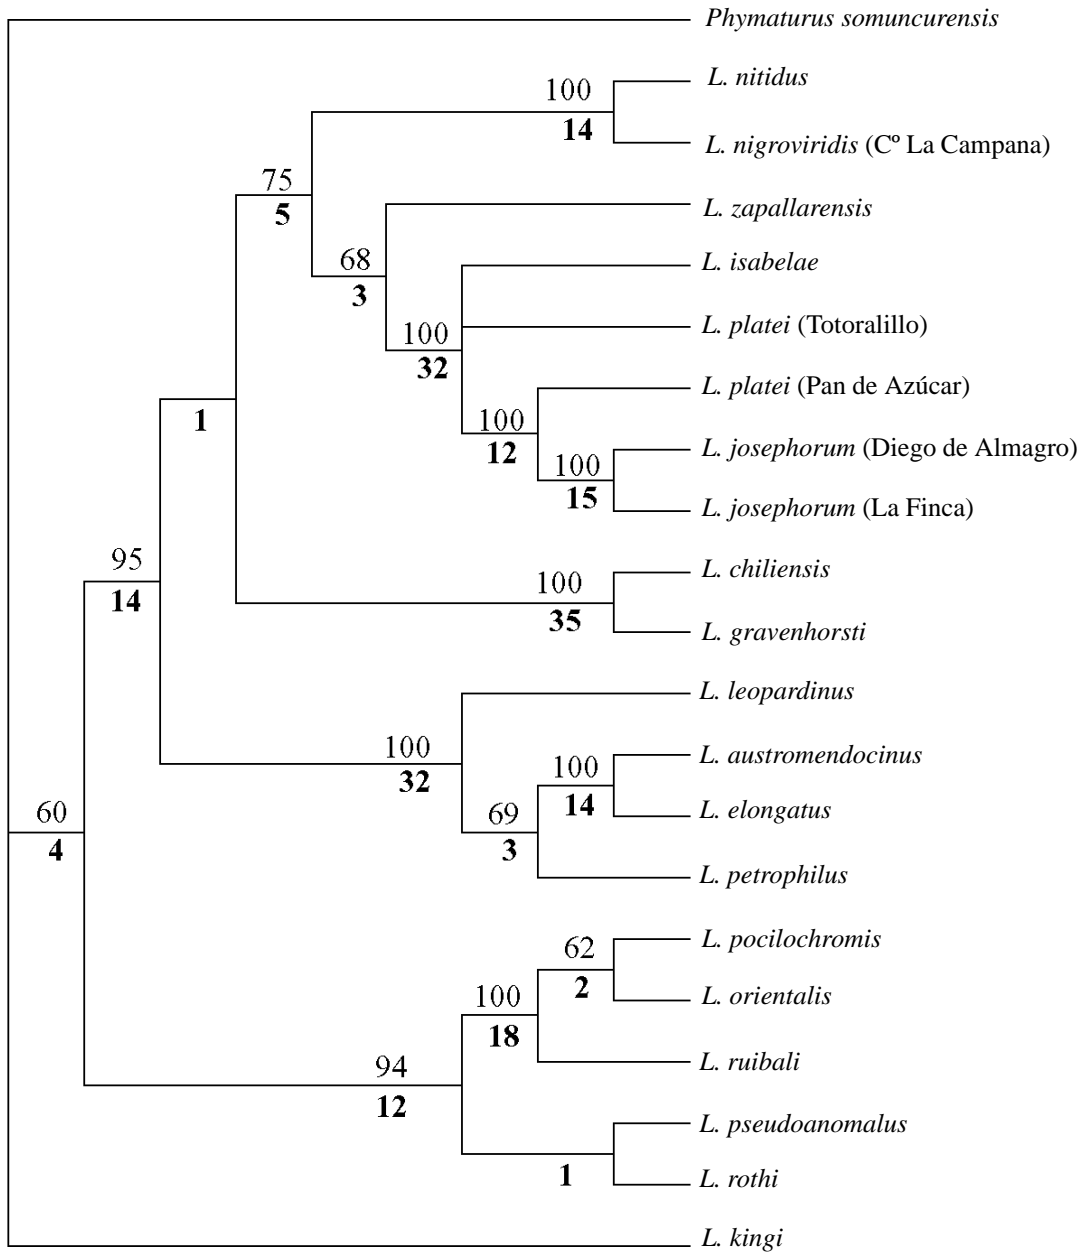 Phymaturus somuncurensis
L. nitidus
100
14
L. nigroviridis (Cº La Campana)
75
5
L. zapallarensis
68
3
L. isabelae
100
32
L. platei (Totoralillo)
L. platei (Pan de Azúcar)
100
12
L. josephorum (Diego de Almagro)
100
15
L. josephorum (La Finca)
1
L. chiliensis
100
35
L. gravenhorsti
95
14
L. leopardinus
100
32
L. austromendocinus
100
14
L. elongatus
69
3
L. petrophilus
60
4
L. pocilochromis
62
2
L. orientalis
100
18
L. ruibali
94
12
L. pseudoanomalus
1
L. rothi
L. kingi